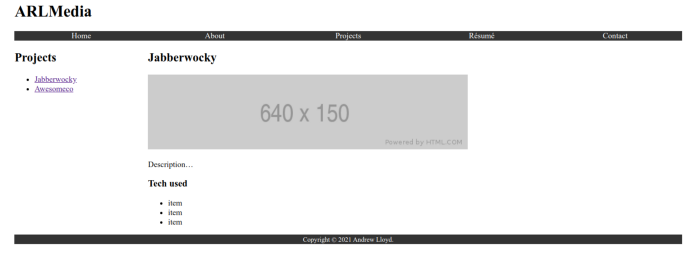 ARLMedia
Home About Projects Résumé Contact
Projects
Jabberwocky
Awesomeco
Jabberwocky
640 x 150
Powered by HTML.COM
Description…
Tech used
item
item
item
Copyright © 2021 Andrew Lloyd.